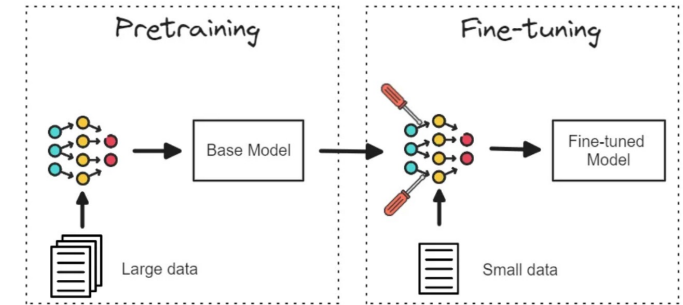 Pretraining
Base Model
Large data
Fine-tuning
Fine-tuned
Model
Small data